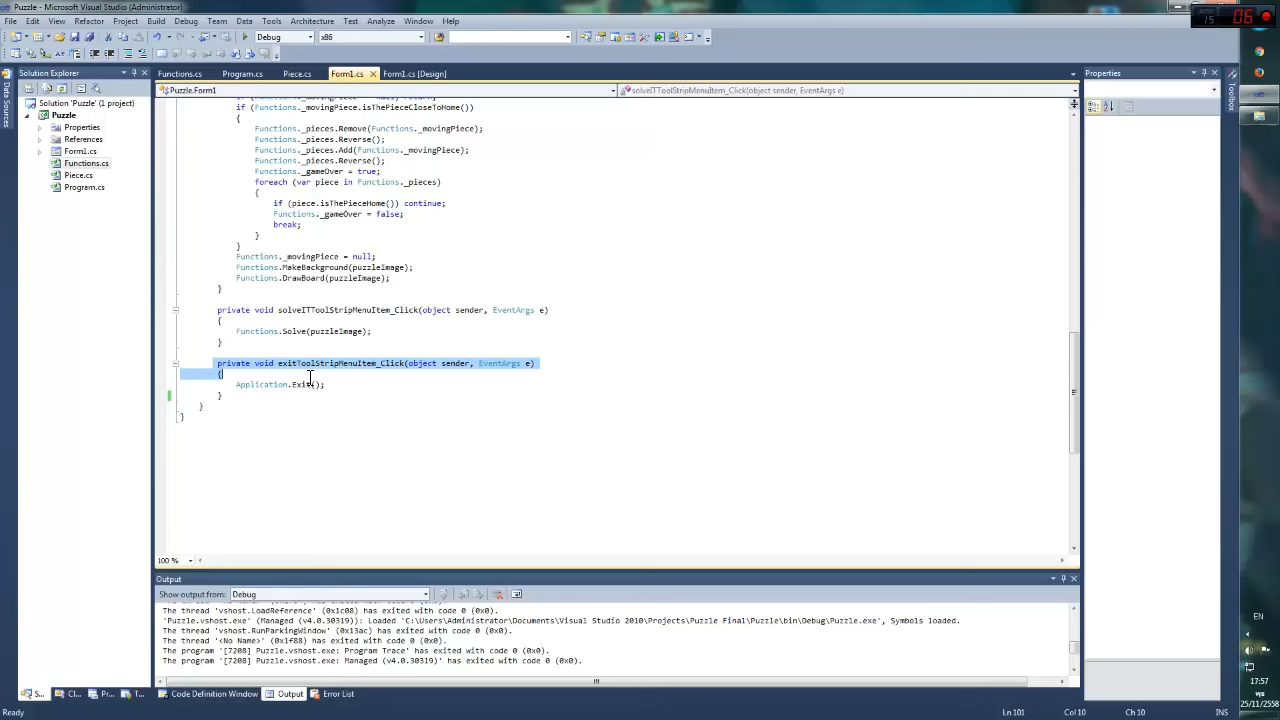 Puzzle - Microsoft Visual Studio (Administrator)
File Edit View Refactor Project Build Debug Team Data Tools Architecture Test Analyze Window Help
15 06
Debug x86
Solution Explorer
Functions.cs Program.cs Piece.cs Form1.cs Form1.cs [Design]
Properties
Puzzle.Form1
solveITToolStripMenuItem_Click(object sender, EventArgs e)
Data Sources
Toolbox
Solution 'Puzzle' (1 project)
Puzzle
Properties
References
Form1.cs
Functions.cs
Piece.cs
Program.cs
if (Functions._movingPiece.isThePieceCloseToHome())
{
Functions._pieces.Remove(Functions._movingPiece);
Functions._pieces.Reverse();
Functions._pieces.Add(Functions._movingPiece);
Functions._pieces.Reverse();
Functions._gameOver = true;
foreach (var piece in Functions._pieces)
{
if (piece.isThePieceHome()) continue;
Functions._gameOver = false;
break;
}
}
Functions._movingPiece = null;
Functions.MakeBackground(puzzleImage);
Functions.DrawBoard(puzzleImage);
}
private void solveITToolStripMenuItem_Click(object sender, EventArgs e)
{
Functions.Solve(puzzleImage);
}
private void exitToolStripMenuItem_Click(object sender, EventArgs e)
{
Application.Exit();
}
}
}
100 %
Output
Show output from: Debug
The thread 'vshost.LoadReference' (0x1c08) has exited with code 0 (0x0).
'Puzzle.vshost.exe' (Managed (v4.0.30319)): Loaded 'C:\Users\Administrator\Documents\Visual Studio 2010\Projects\Puzzle Final\Puzzle\bin\Debug\Puzzle.exe', Symbols loaded.
The thread 'vshost.RunParkingWindow' (0x13ac) has exited with code 0 (0x0).
The thread '<No Name>' (0x1f88) has exited with code 0 (0x0).
The program '[7208] Puzzle.vshost.exe: Program Trace' has exited with code 0 (0x0).
The program '[7208] Puzzle.vshost.exe: Managed (v4.0.30319)' has exited with code 0 (0x0).
S... Cl... Pr... T... Code Definition Window Output Error List
Ready Ln 101 Col 10 Ch 10 INS
EN
17:57
พุธ
25/11/2558